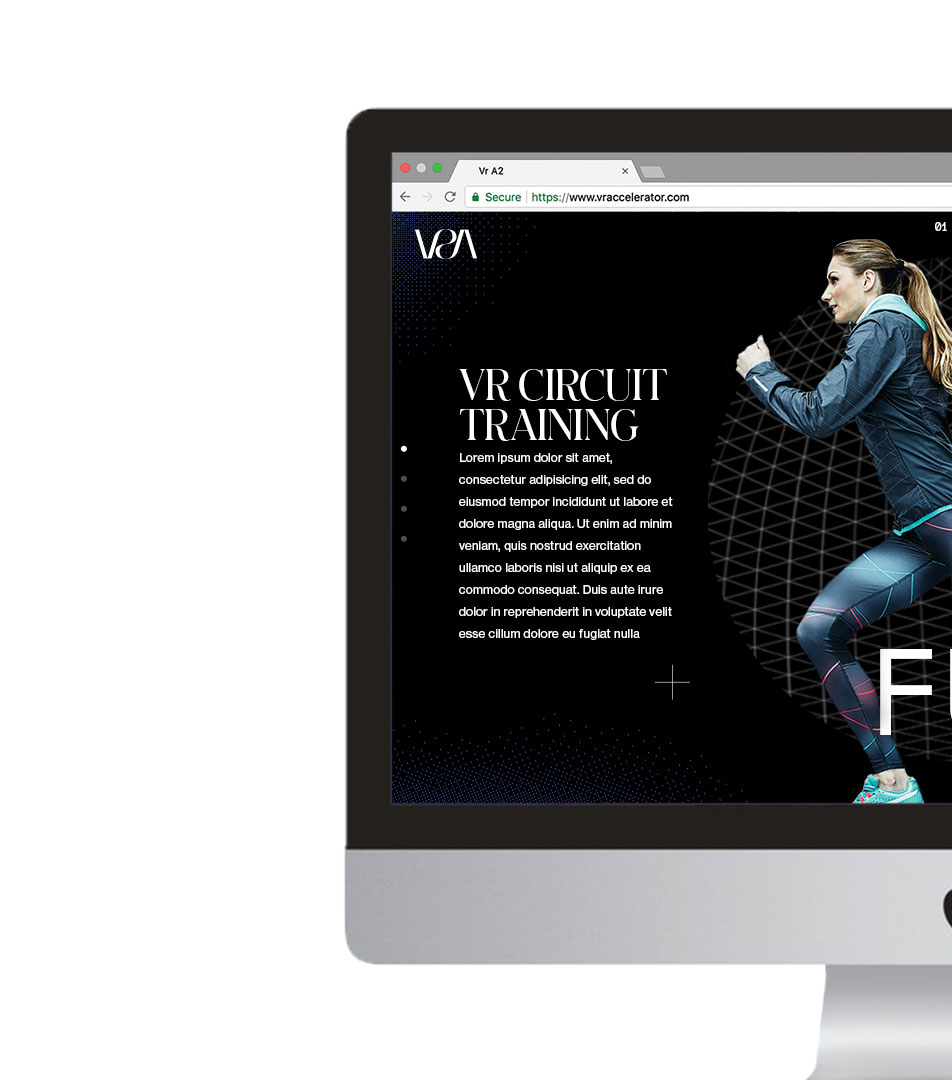 Vr A2
Secure https://www.vraccelerator.com
01
VR CIRCUIT
TRAINING
Lorem ipsum dolor sit amet,
consectetur adipisicing elit, sed do
eiusmod tempor incididunt ut labore et
dolore magna aliqua. Ut enim ad minim
veniam, quis nostrud exercitation
ullamco laboris nisi ut aliquip ex ea
commodo consequat. Duis aute irure
dolor in reprehenderit in voluptate velit
esse cillum dolore eu fugiat nulla